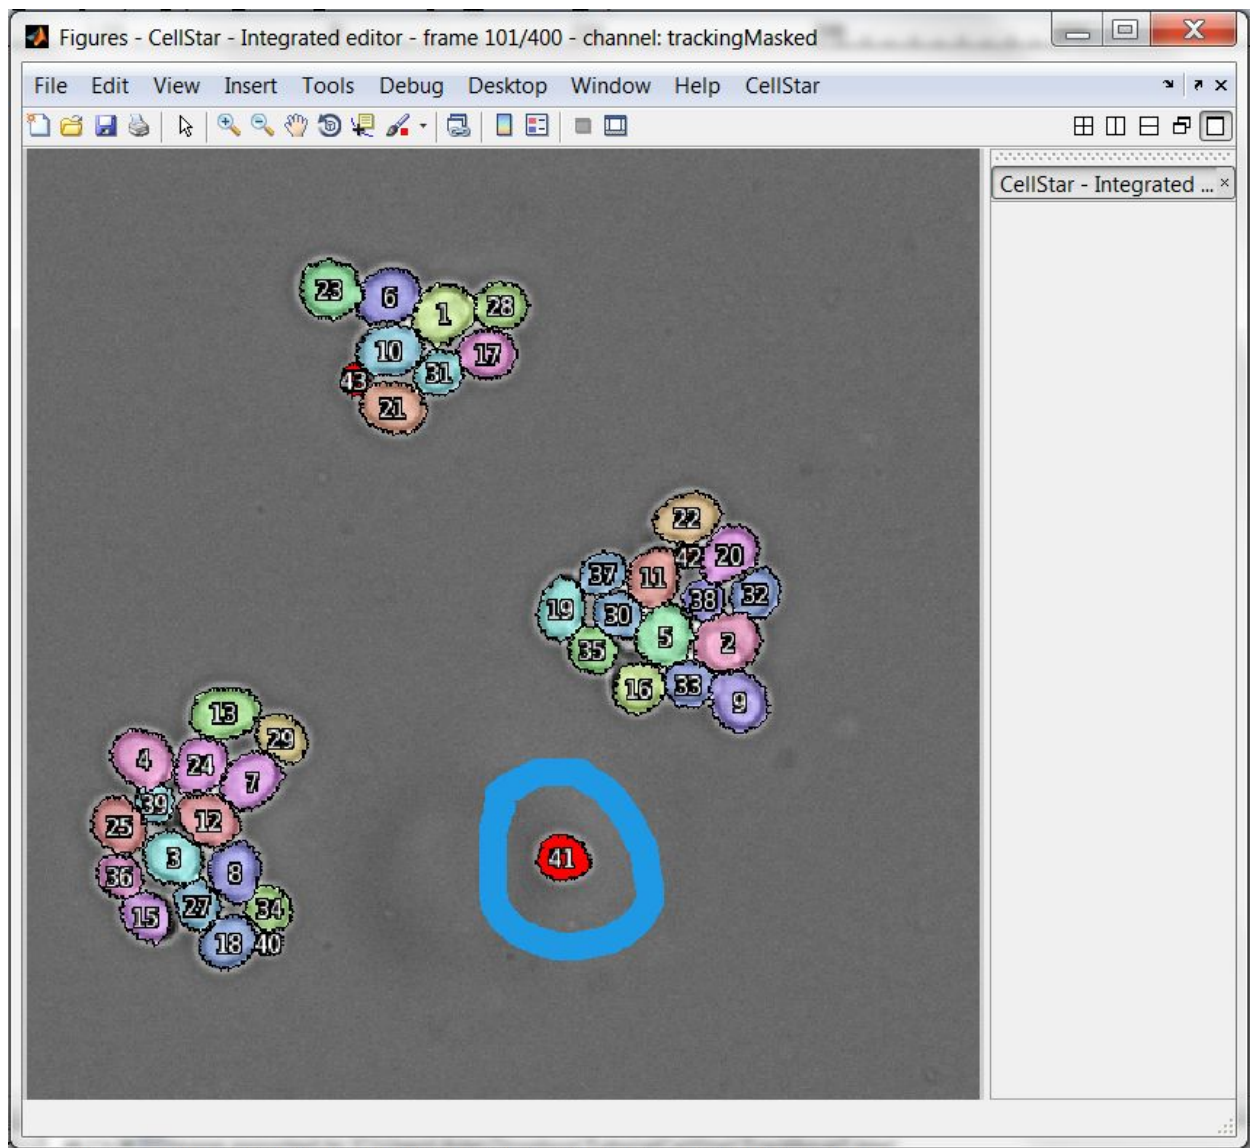 Figures - CellStar - Integrated editor - frame 101/400 - channel: trackingMasked
File Edit View Insert Tools Debug Desktop Window Help CellStar
CellStar - Integrated ...
23 6 1 28
10 31 17
43
21
22
42 20
37 11
19 30 38 32
35 5 2
16 33 9
13
29
4 24 7
39
25 12
3
36 8
15 27 34
18 40
41